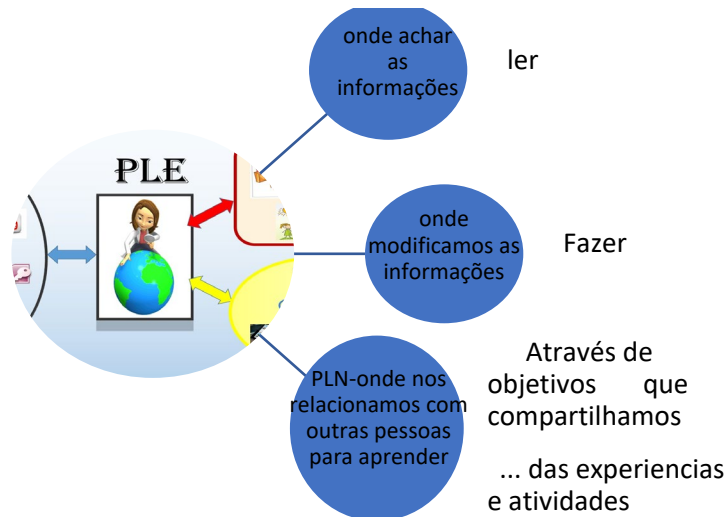 onde achar
as
informações
ler
PLE
onde
modificamos as
informações
Fazer
PLN-onde nos
relacionamos com
outras pessoas
para aprender
Através de
objetivos que
compartilhamos
... das experiencias
e atividades